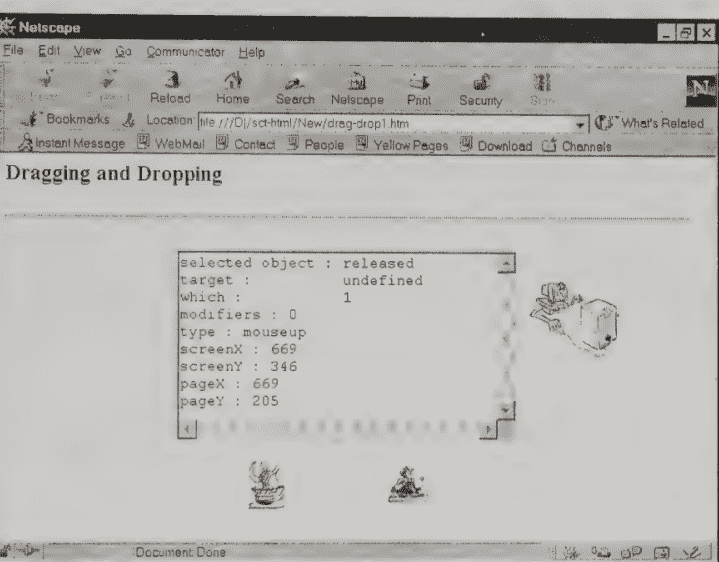 Netscape
File Edit View Go Communicator Help
Reload Home Search Netscape Print Security
Bookmarks Location file:///D|/sct-html/New/drag-drop1.htm What's Related
Instant Message WebMail Contact People Yellow Pages Download Channels
Dragging and Dropping
selected object : released
target : undefined
which : 1
modifiers : 0
type : mouseup
screenX : 669
screenY : 346
pageX : 669
pageY : 205
Document Done